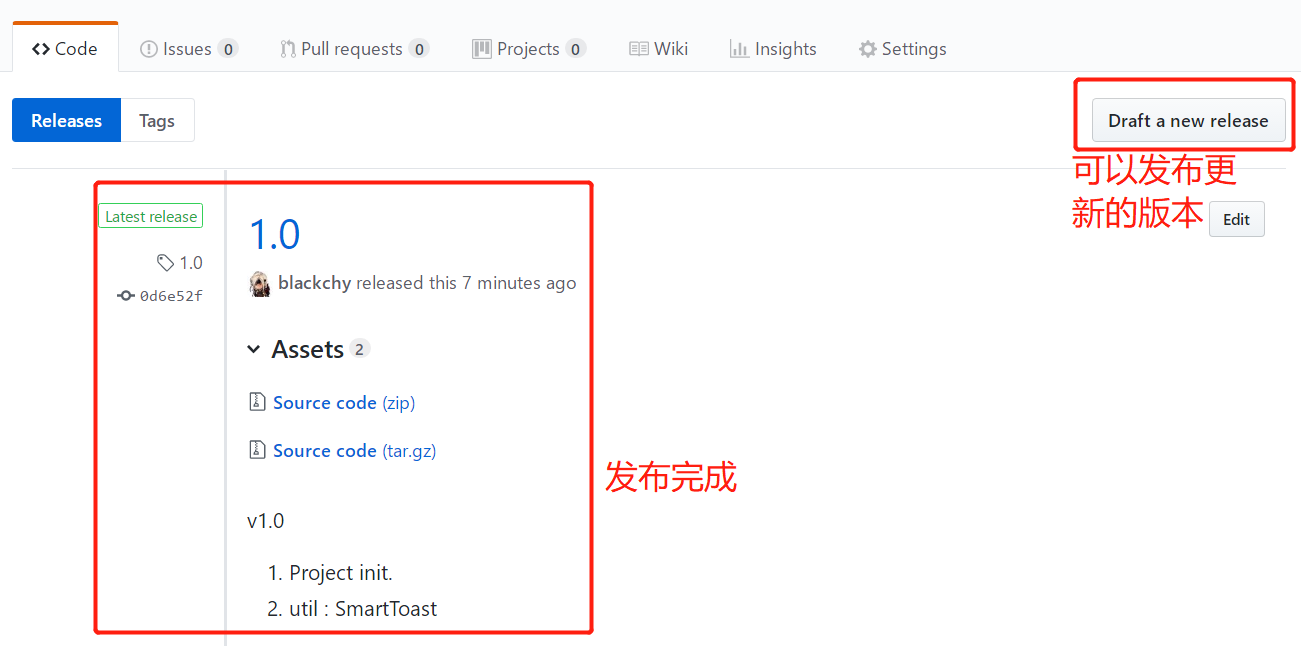 Code Issues 0 Pull requests 0 Projects 0 Wiki Insights Settings
Releases Tags Draft a new release
可以发布更
新的版本 Edit
Latest release
1.0
1.0
0d6e52f
blackchy released this 7 minutes ago
Assets 2
Source code (zip)
Source code (tar.gz)
发布完成
v1.0
1. Project init.
2. util : SmartToast